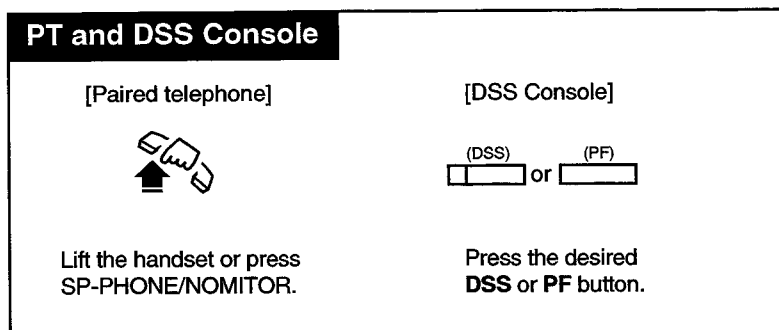 PT and DSS Console
[Paired telephone]
[DSS Console]
(DSS) (PF)
or
Lift the handset or press
SP-PHONE/NOMITOR.
Press the desired
DSS or PF button.